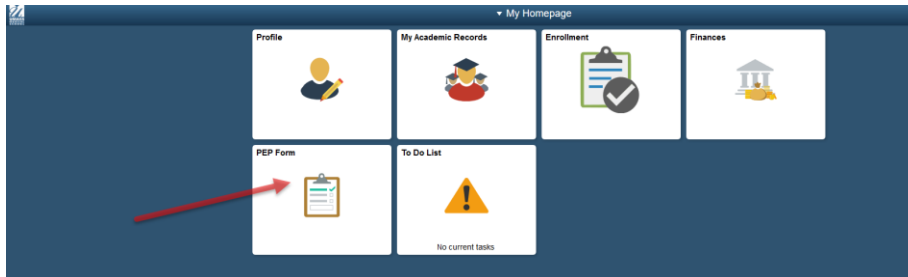 My Homepage
Profile
My Academic Records
Enrollment
Finances
PEP Form
To Do List
No current tasks